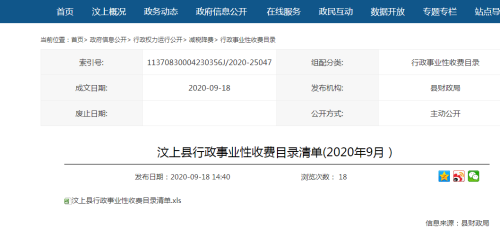 首页 汶上概况 政务动态 政府信息公开 在线服务 政民互动 数据开放 专题专栏 站点导
当前位置：首页> 政府信息公开> 行政权力运行公开> 减税降费> 行政事业性收费目录
索引号: 11370830004230356J/2020-25047 组配分类: 行政事业性收费目录
成文日期: 2020-09-18 发布机构: 县财政局
废止日期: 公开方式: 主动公开
汶上县行政事业性收费目录清单(2020年9月）
发布日期：2020-09-18 14:40 浏览次数： 18
汶上县行政事业性收费目录清单.xls
信息来源：县财政局